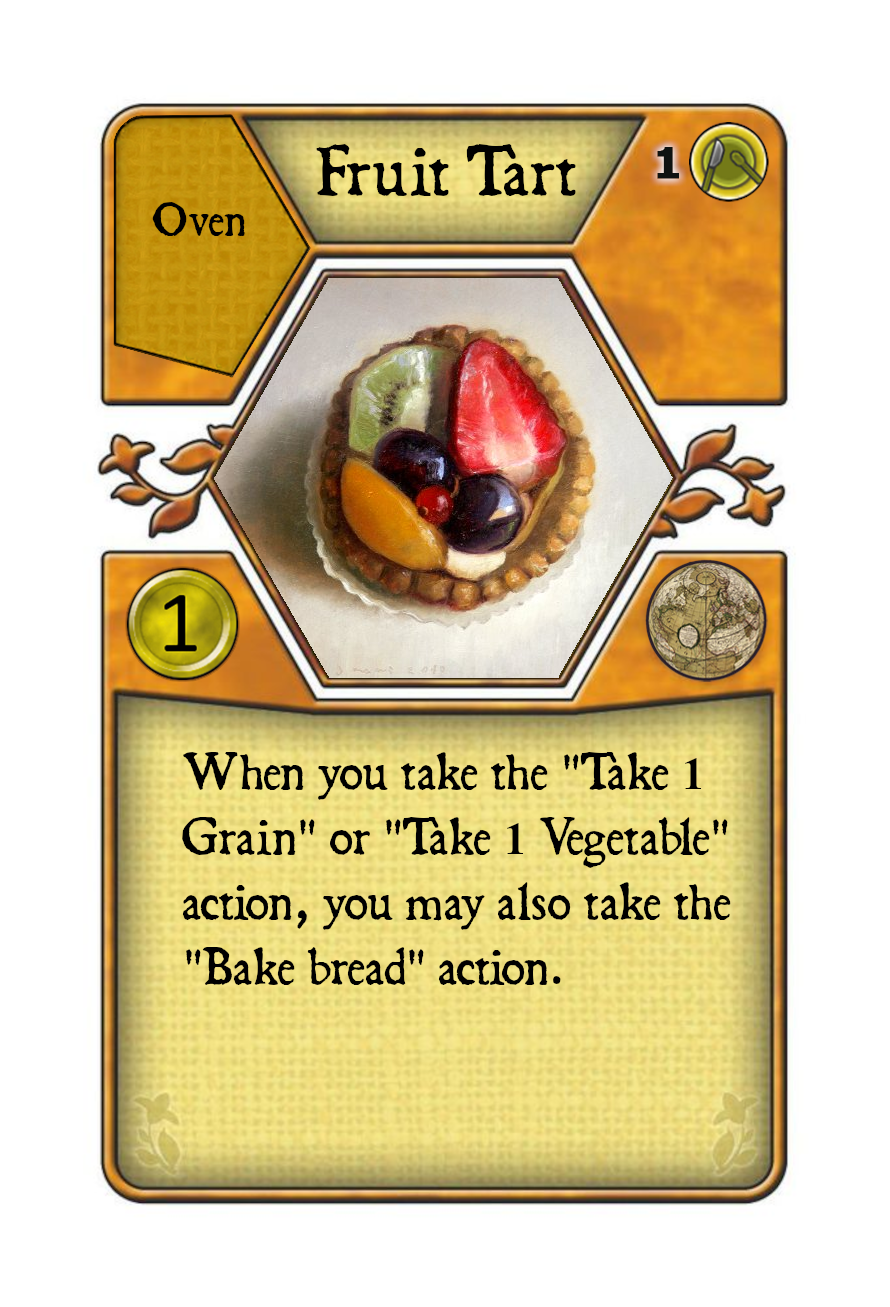 Fruit Tart
1
Oven
1
When you take the "Take 1
Grain" or "Take 1 Vegetable"
action, you may also take the
"Bake bread" action.